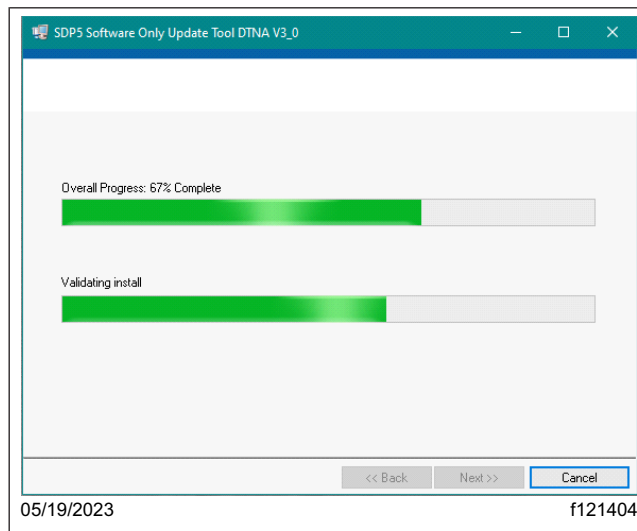 SDP5 Software Only Update Tool DTNA V3_0
Overall Progress: 67% Complete
Validating install
<< Back Next >> Cancel
05/19/2023 f121404